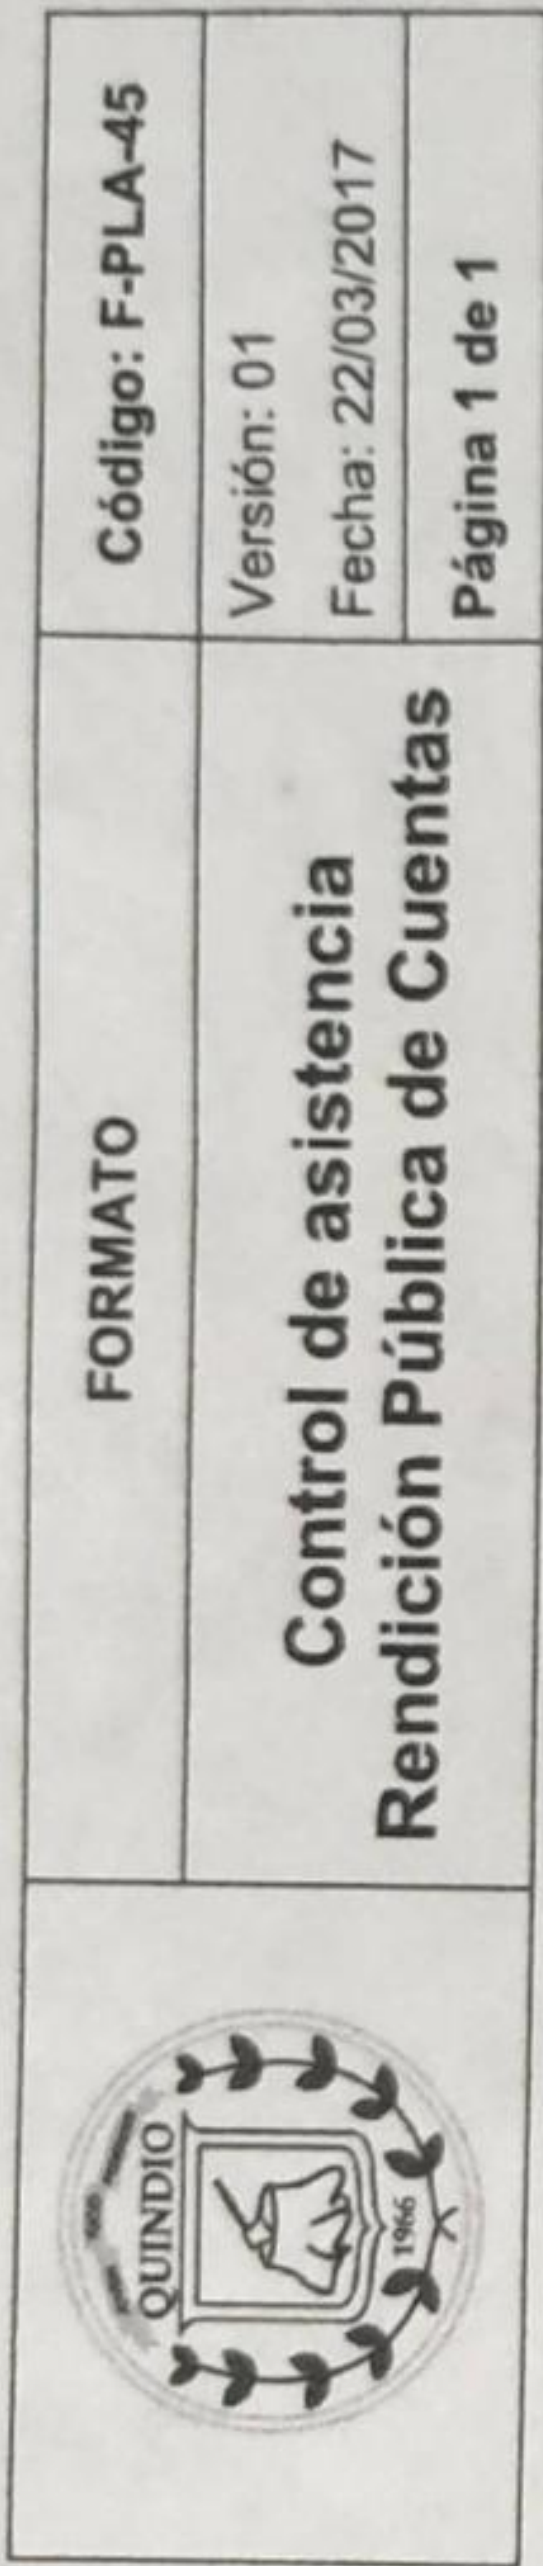 QUINDIO
1966
FORMATO
Control de asistencia
Rendición Pública de Cuentas
Código: F-PLA-45
Versión: 01
Fecha: 22/03/2017
Página 1 de 1